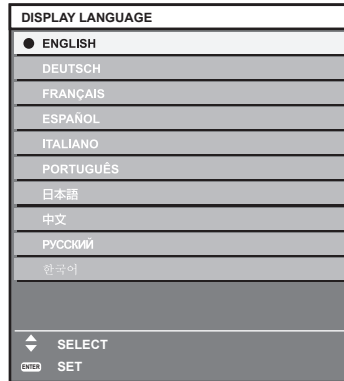 DISPLAY LANGUAGE
ENGLISH
DEUTSCH
FRANÇAIS
ESPAÑOL
ITALIANO
PORTUGUÊS
日本語
中文
РУССКИЙ
한국어
SELECT
ENTER SET